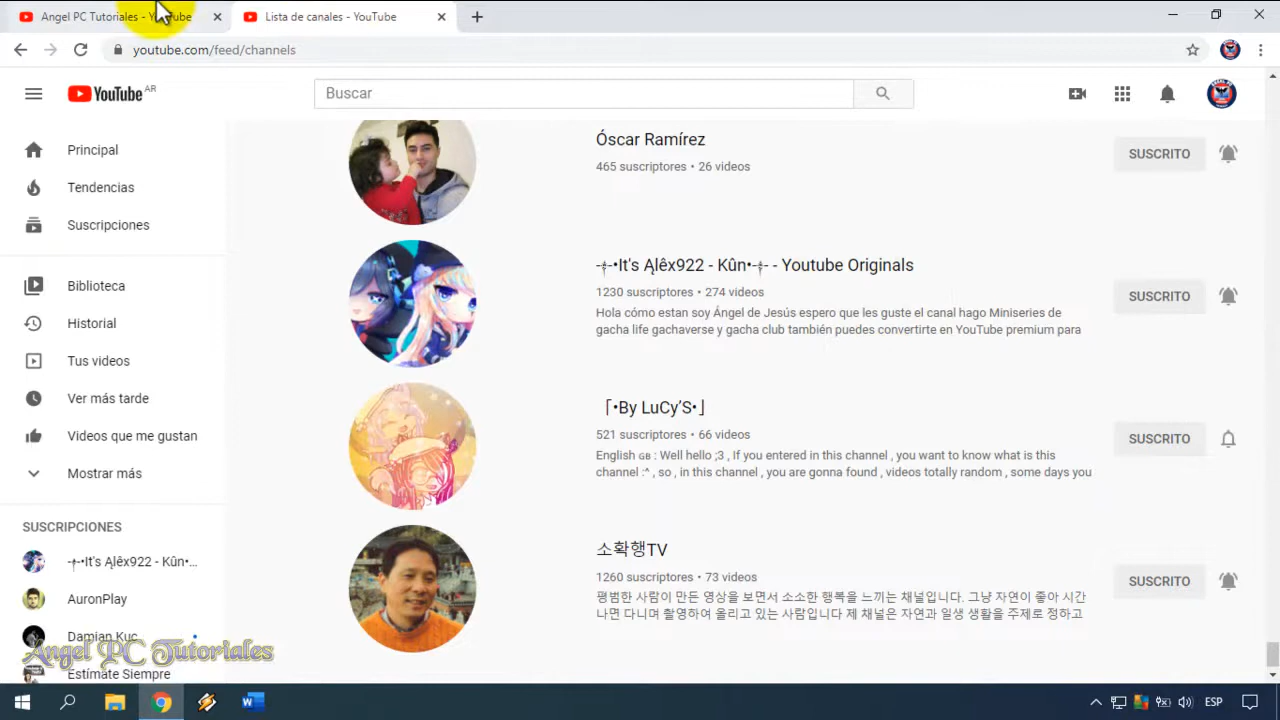 Angel PC Tutoriales - YouTube
Lista de canales - YouTube
youtube.com/feed/channels
YouTube AR
Buscar
Principal
Tendencias
Suscripciones
Biblioteca
Historial
Tus videos
Ver más tarde
Videos que me gustan
Mostrar más
SUSCRIPCIONES
-⸸-•It's Ąlêx922 - Kûn•...
AuronPlay
Damian Kuc
Estímate Siempre
Angel PC Tutoriales
Óscar Ramírez
465 suscriptores • 26 videos
SUSCRITO
-⸸-•It's Ąlêx922 - Kûn•-⸸- - Youtube Originals
1230 suscriptores • 274 videos
Hola cómo estan soy Ángel de Jesús espero que les guste el canal hago Miniseries de
gacha life gachaverse y gacha club también puedes convertirte en YouTube premium para
SUSCRITO
「•By LuCy'S•」
521 suscriptores • 66 videos
English GB : Well hello ;3 , If you entered in this channel , you want to know what is this
channel :^ , so , in this channel , you are gonna found , videos totally random , some days you
SUSCRITO
소확행TV
1260 suscriptores • 73 videos
평범한 사람이 만든 영상을 보면서 소소한 행복을 느끼는 채널입니다. 그냥 자연이 좋아 시간
나면 다니며 촬영하여 올리고 있는 사람입니다 제 채널은 자연과 일생 생활을 주제로 정하고
SUSCRITO
ESP